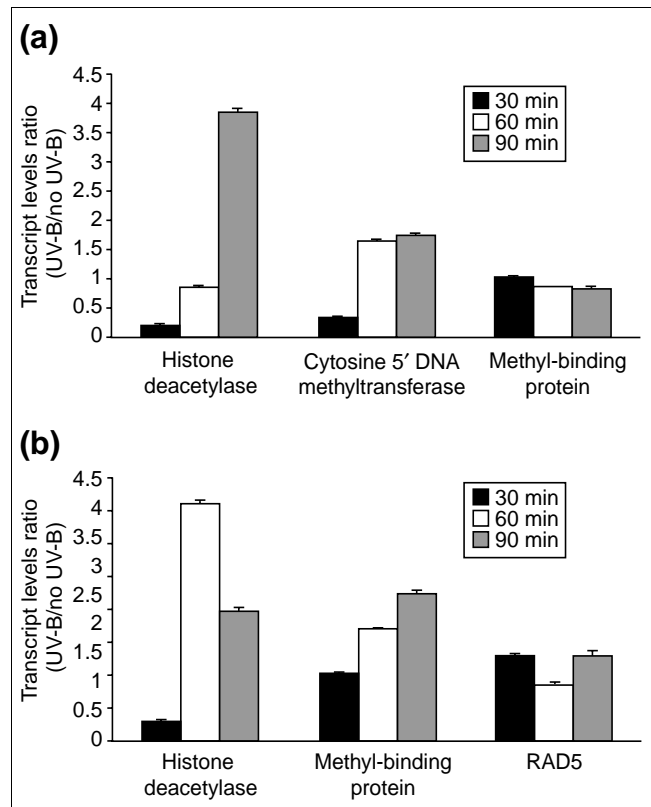 (a)
Transcript levels ratio
(UV-B/no UV-B)
4.5
4
3.5
3
2.5
2
1.5
1
0.5
0
30 min
60 min
90 min
Histone
deacetylase
Cytosine 5′ DNA
methyltransferase
Methyl-binding
protein
(b)
Transcript levels ratio
(UV-B/no UV-B)
4.5
4
3.5
3
2.5
2
1.5
1
0.5
0
30 min
60 min
90 min
Histone
deacetylase
Methyl-binding
protein
RAD5